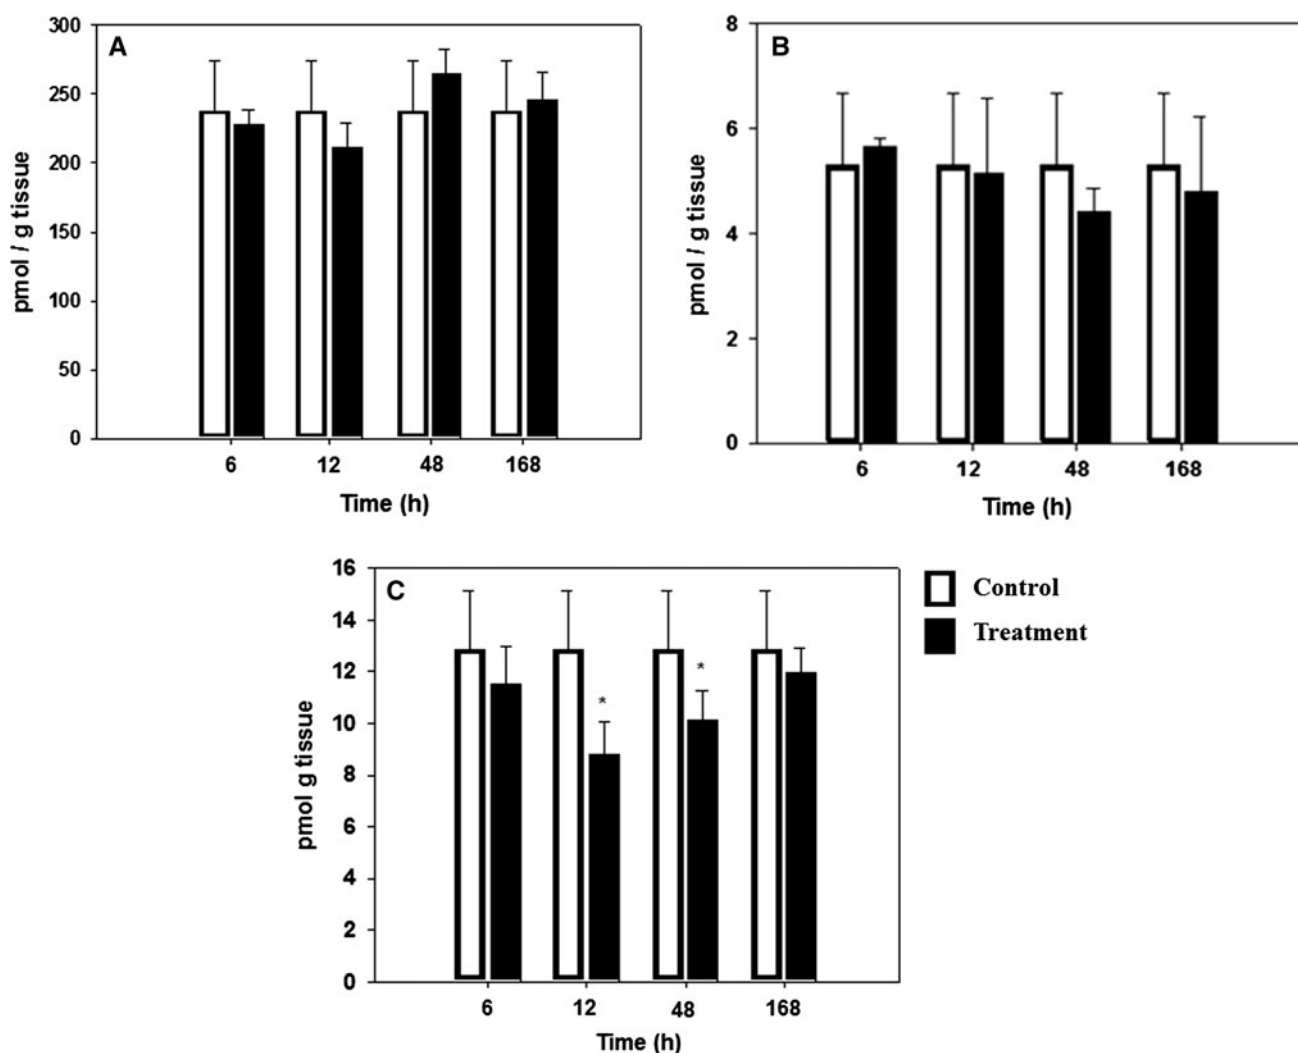 A
300
250
200
150
100
50
0
pmol / g tissue
6 12 48 168
Time (h)
B
8
6
4
2
0
pmol / g tissue
6 12 48 168
Time (h)
C
16
14
12
10
8
6
4
2
0
pmol g tissue
* *
6 12 48 168
Time (h)
Control
Treatment